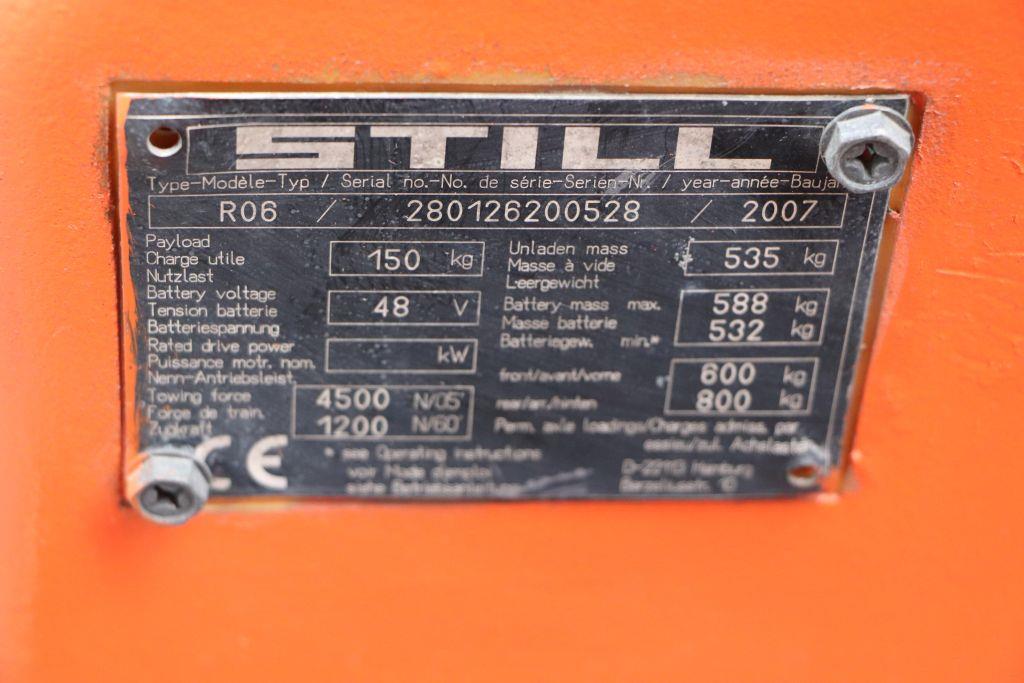 STILL
Type-Modèle-Typ / Serial no.-No. de série-Serien-Nr. / year-année-Baujahr
R06 / 280126200528 / 2007
Payload
Charge utile 150 kg
Nutzlast
Battery voltage
Tension batterie 48 V
Batteriespannung
Rated drive power
Puissance motr. nom. kW
Nenn-Antriebsleist.
Towing force 4500 N/05'
Force de train. 1200 N/60'
Zugkraft
CE
Unladen mass
Masse à vide 535 kg
Leergewicht
Battery mass max. 588 kg
Masse batterie 532 kg
Batteriegew. min.*
front/avant/vorne 600 kg
rear/arr./hinten 800 kg
Perm. axle loadings/Charges admiss. par
essieu/zul. Achslasten
* see Operating instructions
voir Mode d'emploi
siehe Betriebsanleitung
D-22113 Hamburg
Berzeliusstr. 10